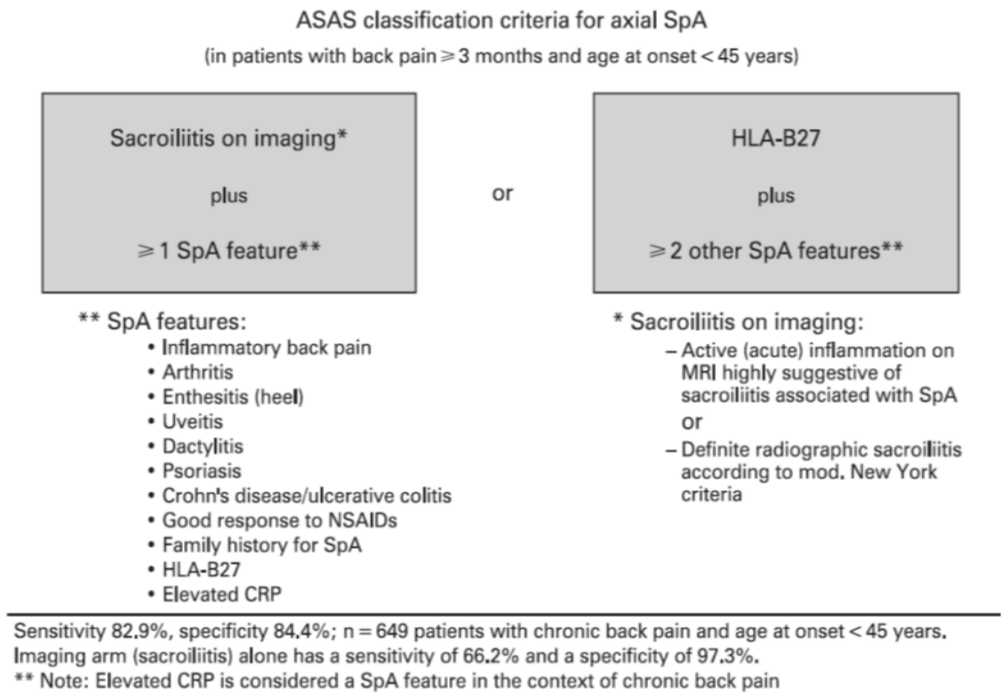 ASAS classification criteria for axial SpA
(in patients with back pain ≥ 3 months and age at onset < 45 years)
Sacroiliitis on imaging*
plus
≥ 1 SpA feature**
or
HLA-B27
plus
≥ 2 other SpA features**
** SpA features:
• Inflammatory back pain
• Arthritis
• Enthesitis (heel)
• Uveitis
• Dactylitis
• Psoriasis
• Crohn's disease/ulcerative colitis
• Good response to NSAIDs
• Family history for SpA
• HLA-B27
• Elevated CRP
* Sacroiliitis on imaging:
– Active (acute) inflammation on
MRI highly suggestive of
sacroiliitis associated with SpA
or
– Definite radiographic sacroiliitis
according to mod. New York
criteria
Sensitivity 82.9%, specificity 84.4%; n = 649 patients with chronic back pain and age at onset < 45 years.
Imaging arm (sacroiliitis) alone has a sensitivity of 66.2% and a specificity of 97.3%.
** Note: Elevated CRP is considered a SpA feature in the context of chronic back pain